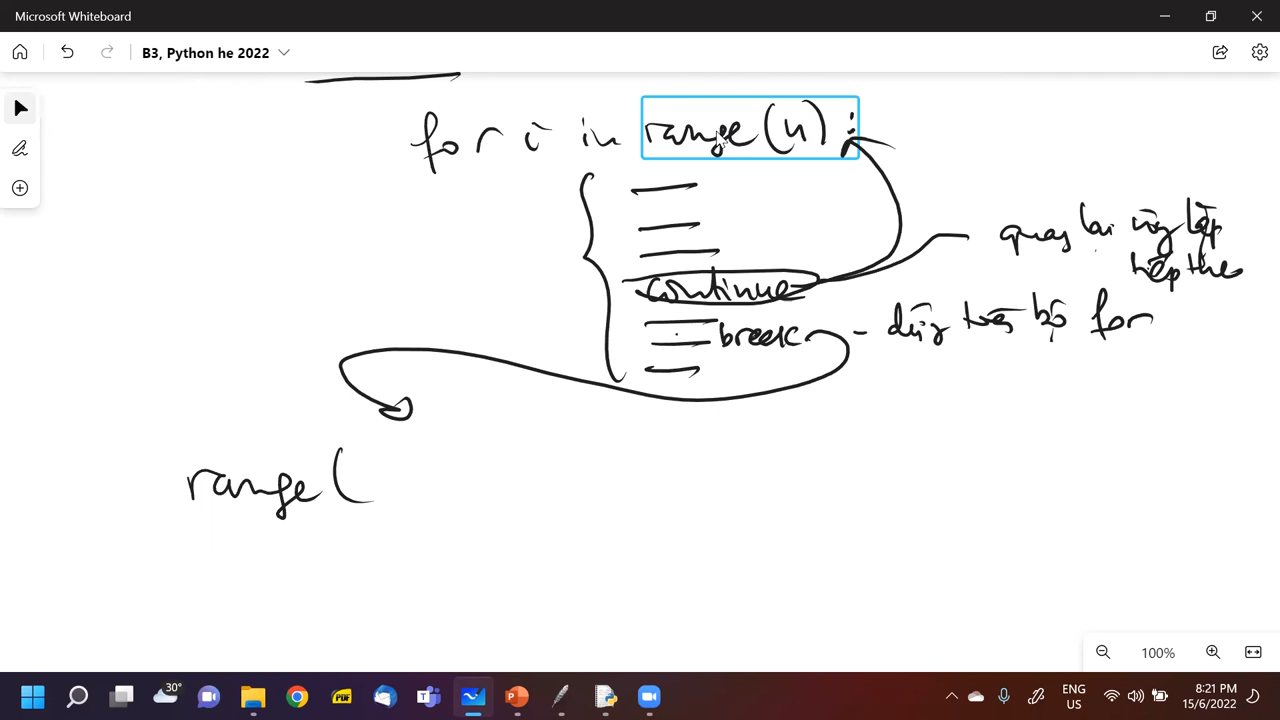 Microsoft Whiteboard
B3, Python he 2022
for i in range(n):
continue
quay lại vòng lặp
tiếp theo
break - dừng toàn bộ for
range(
100%
30°
ENG
US
8:21 PM
15/6/2022